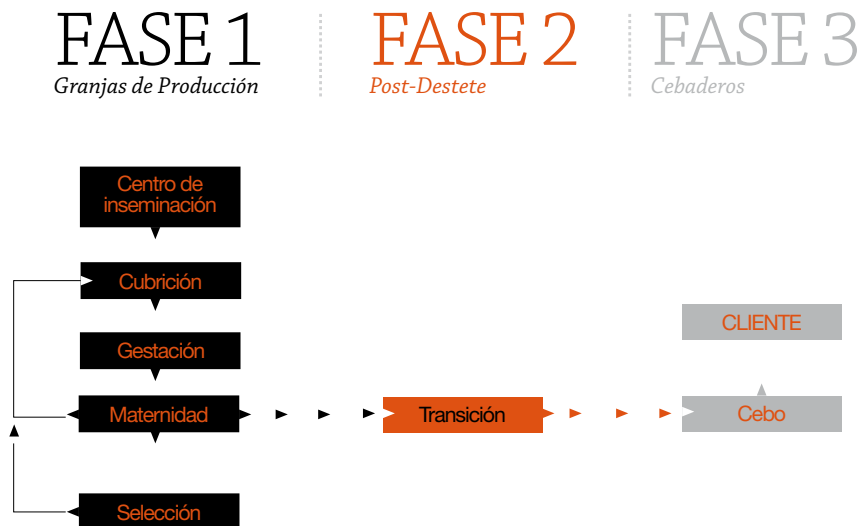 FASE 1
Granjas de Producción
FASE 2
Post-Destete
FASE 3
Cebaderos
Centro de
inseminación
Cubrición
Gestación
Maternidad
Selección
Transición
CLIENTE
Cebo